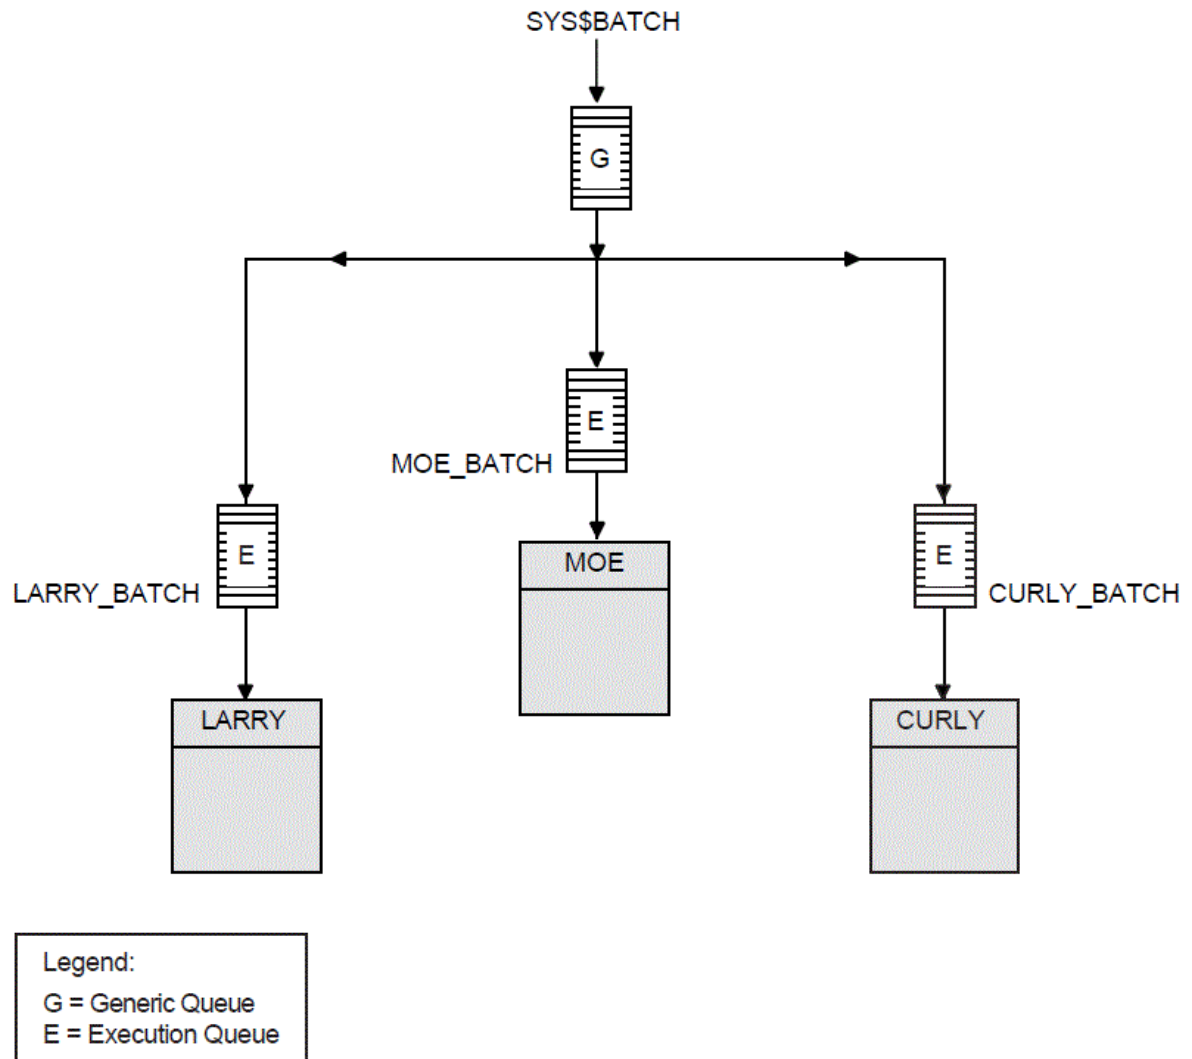 SYS$BATCH
G
E
MOE_BATCH
MOE
E
LARRY_BATCH
E
CURLY_BATCH
LARRY
CURLY
Legend:
G = Generic Queue
E = Execution Queue